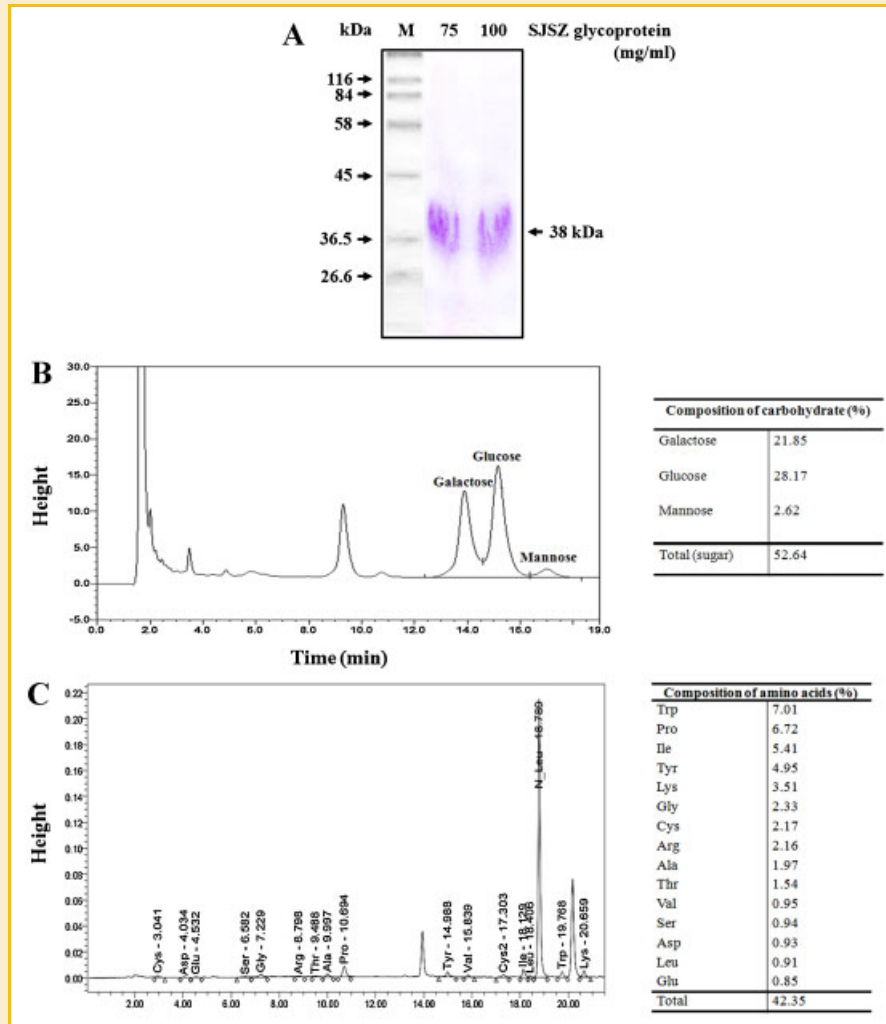 A
kDa M 75 100 SJSZ glycoprotein
(mg/ml)
116
84
58
45
36.5
26.6
38 kDa
B
30.0
25.0
20.0
15.0
10.0
5.0
0.0
-5.0
Height
Galactose
Glucose
Mannose
0.0 2.0 4.0 6.0 8.0 10.0 12.0 14.0 16.0 19.0
Time (min)
Composition of carbohydrate (%)
Galactose 21.85
Glucose 28.17
Mannose 2.62
Total (sugar) 52.64
C
0.22
0.20
0.18
0.16
0.14
0.12
0.10
0.08
0.06
0.04
0.02
0.00
Height
Cys - 3.041
Asp - 4.034
Glu - 4.532
Ser - 6.582
Gly - 7.229
Arg - 8.798
Thr - 9.488
Ala - 9.997
Pro - 10.694
Tyr - 14.988
Val - 15.839
Cys2 - 17.303
Ile - 18.129
Leu - 18.406
N_Leu - 18.789
Trp - 19.768
Lys - 20.659
2.00 4.00 6.00 8.00 10.00 12.00 14.00 16.00 18.00 20.00
Composition of amino acids (%)
Trp 7.01
Pro 6.72
Ile 5.41
Tyr 4.95
Lys 3.51
Gly 2.33
Cys 2.17
Arg 2.16
Ala 1.97
Thr 1.54
Val 0.95
Ser 0.94
Asp 0.93
Leu 0.91
Glu 0.85
Total 42.35